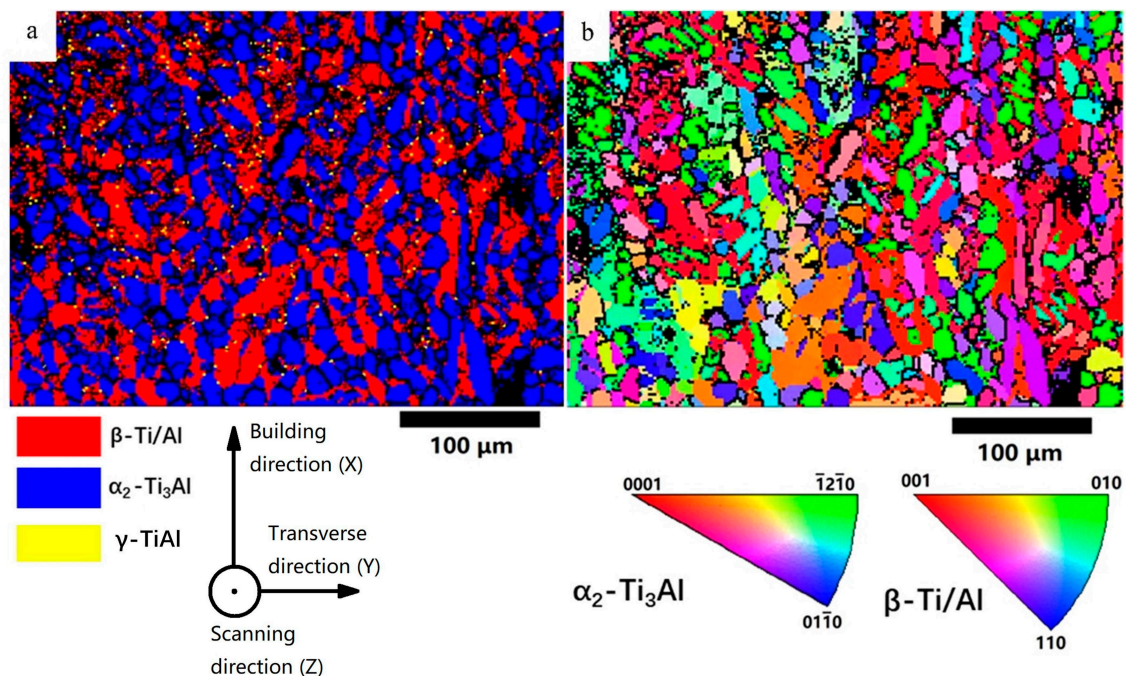 a
b
100 μm
100 μm
β-Ti/Al
α₂-Ti₃Al
γ-TiAl
Building
direction (X)
Transverse
direction (Y)
Scanning
direction (Z)
0001
1̅21̅0
011̅0
α₂-Ti₃Al
001
010
110
β-Ti/Al